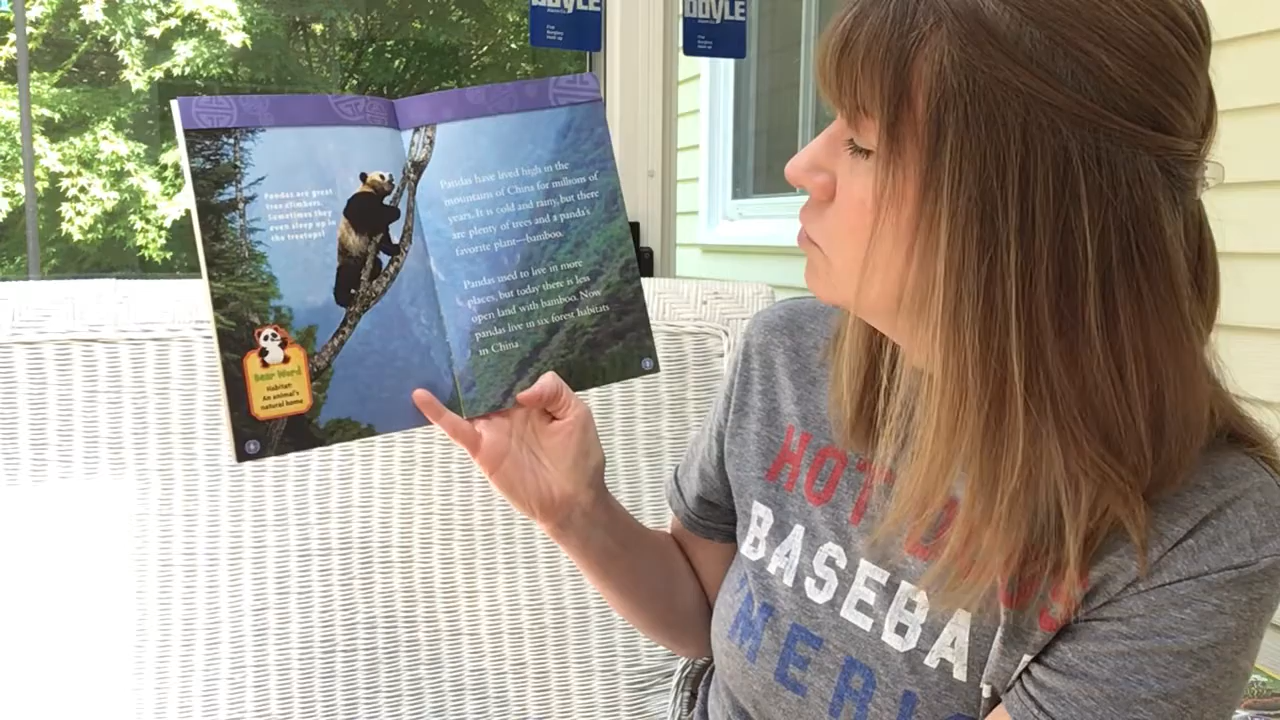 DOYLE
DOYLE
Pandas are great
tree climbers.
Sometimes they
even sleep up in
the treetops!
Bear Word
Habitat:
An animal's
natural home
6
Pandas have lived high in the
mountains of China for millions of
years. It is cold and rainy, but there
are plenty of trees and a panda's
favorite plant—bamboo.
Pandas used to live in more
places, but today there is less
open land with bamboo. Now
pandas live in six forest habitats
in China
HOT
BASEBA
'MERI